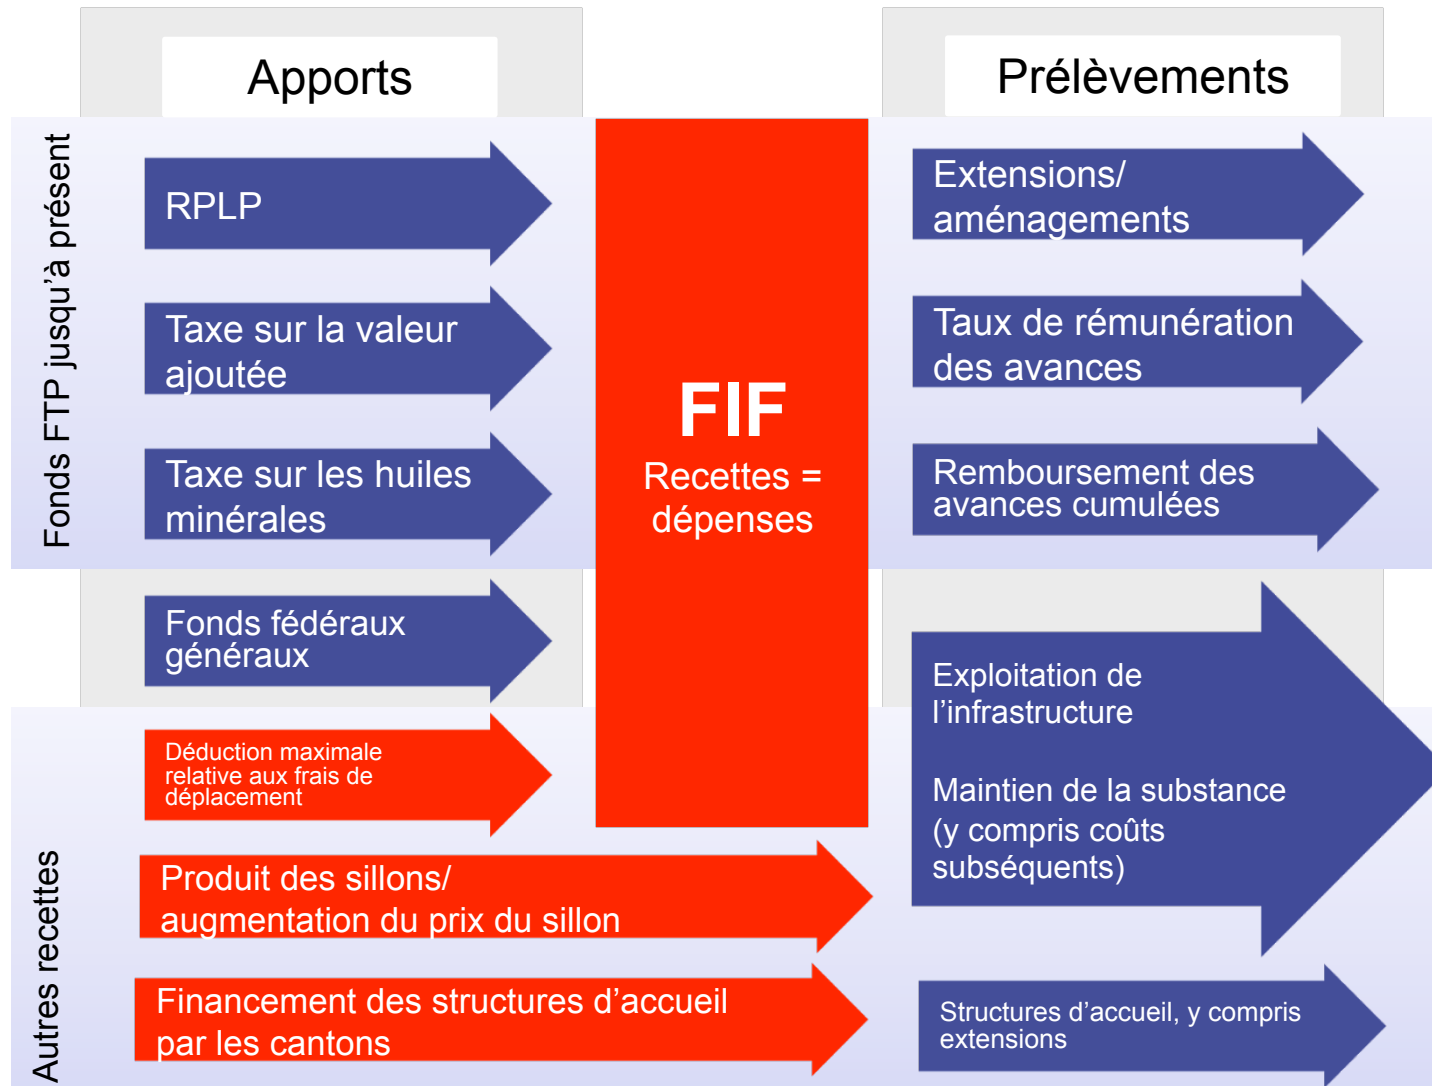 Apports
Prélèvements
Fonds FTP jusqu’à présent
RPLP
Taxe sur la valeur
ajoutée
Taxe sur les huiles
minérales
Fonds fédéraux
généraux
Autres recettes
Déduction maximale
relative aux frais de
déplacement
Produit des sillons/
augmentation du prix du sillon
Financement des structures d’accueil
par les cantons
FIF
Recettes =
dépenses
Extensions/
aménagements
Taux de rémunération
des avances
Remboursement des
avances cumulées
Exploitation de
l’infrastructure
Maintien de la substance
(y compris coûts
subséquents)
Structures d’accueil, y compris
extensions